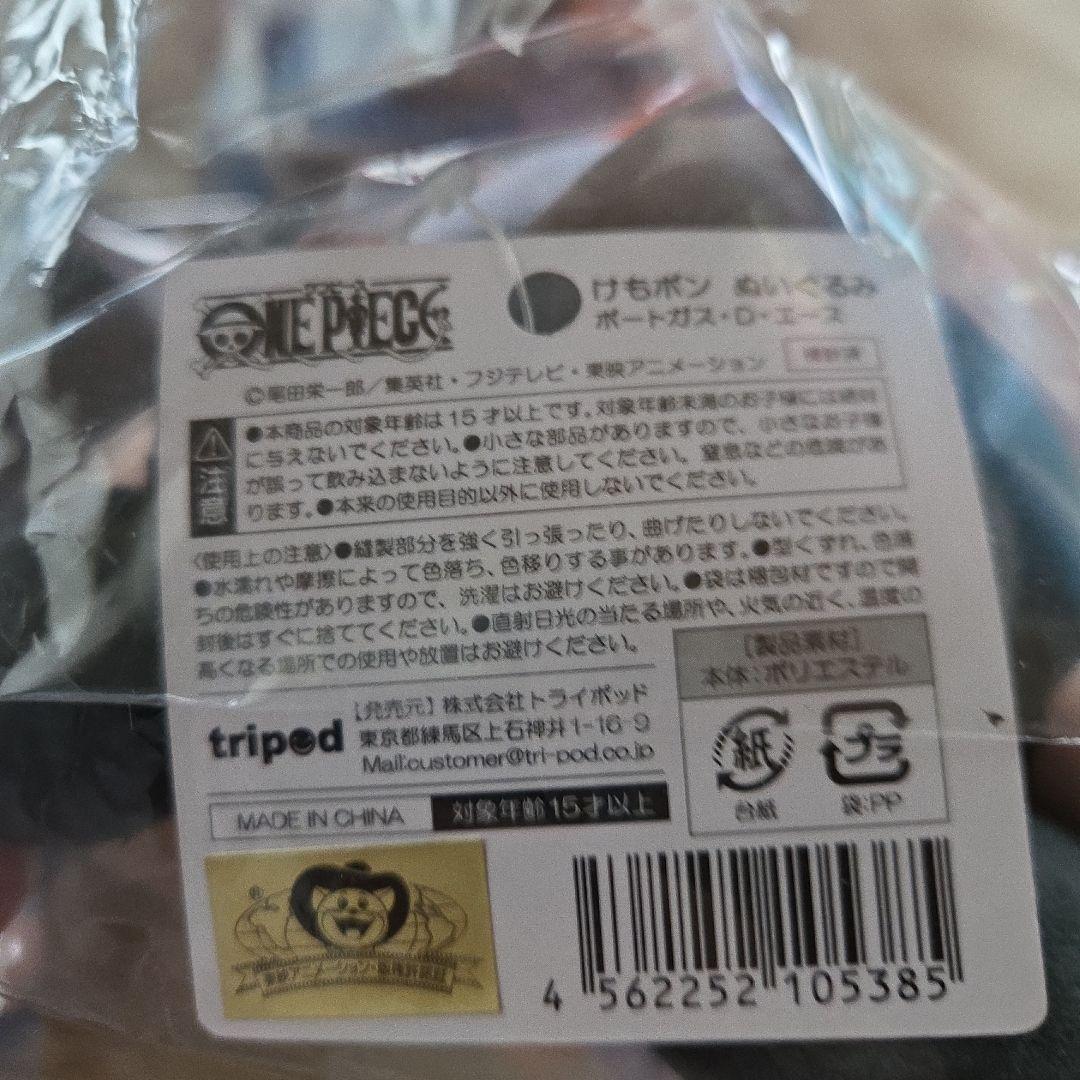 ONE PIECE
けもポン ぬいぐるみ
ポートガス・D・エース
©尾田栄一郎／集英社・フジテレビ・東映アニメーション
注意
●本商品の対象年齢は15才以上です。対象年齢未満のお子様には絶対
に与えないでください。●小さな部品がありますので、小さなお子様
が誤って飲み込まないように注意してください。窒息などの危険があ
ります。●本来の使用目的以外に使用しないでください。
〈使用上の注意〉●縫製部分を強く引っ張ったり、曲げたりしないでください。
●水濡れや摩擦によって色落ち、色移りする事があります。●型くずれ、色落
ちの危険性がありますので、洗濯はお避けください。●袋は梱包材ですので開
封後はすぐに捨ててください。●直射日光の当たる場所や、火気の近く、温度の
高くなる場所での使用や放置はお避けください。
[製品素材]
本体：ポリエステル
tripod
【発売元】株式会社トライポッド
東京都練馬区上石神井1-16-9
Mail:customer@tri-pod.co.jp
紙
台紙
プラ
袋：PP
MADE IN CHINA
対象年齢15才以上
®
東映アニメーション・版権許諾証
4 562252 105385